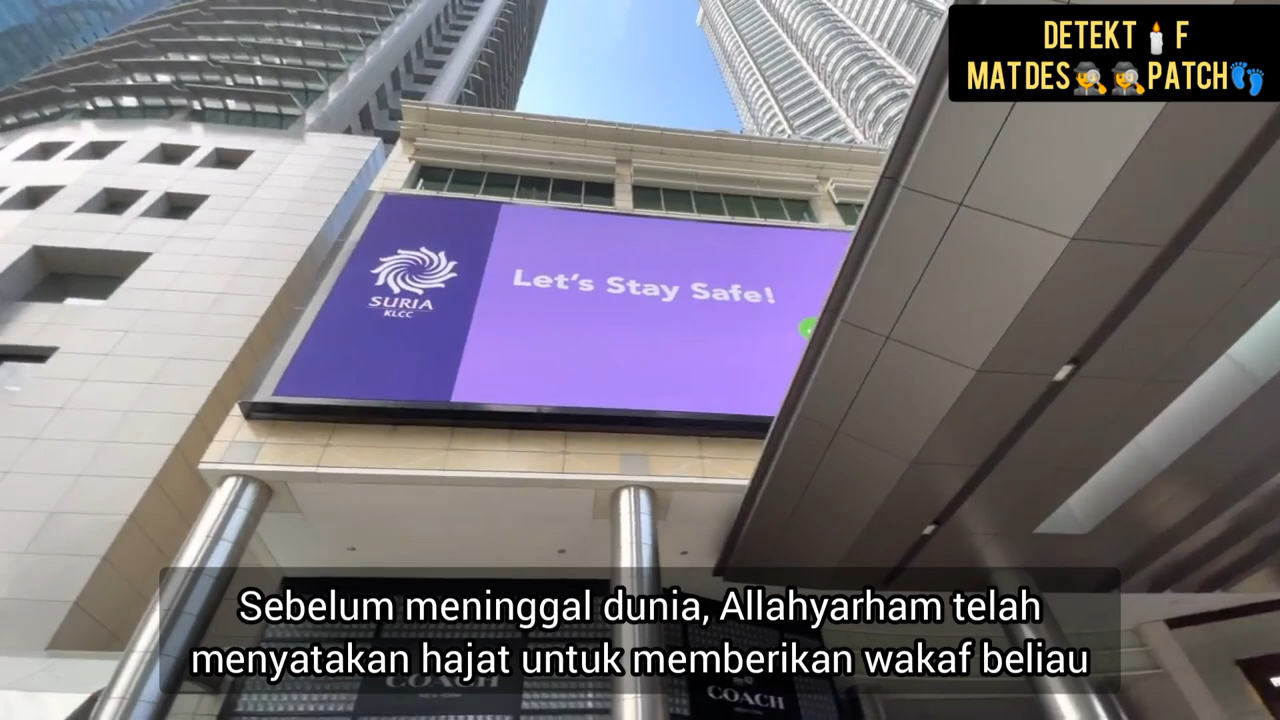 DETEKT🕯️F
MATDES🕵️🕵️PATCH👣
SURIA
KLCC
Let's Stay Safe!
Sebelum meninggal dunia, Allahyarham telah
menyatakan hajat untuk memberikan wakaf beliau
COACH
COACH